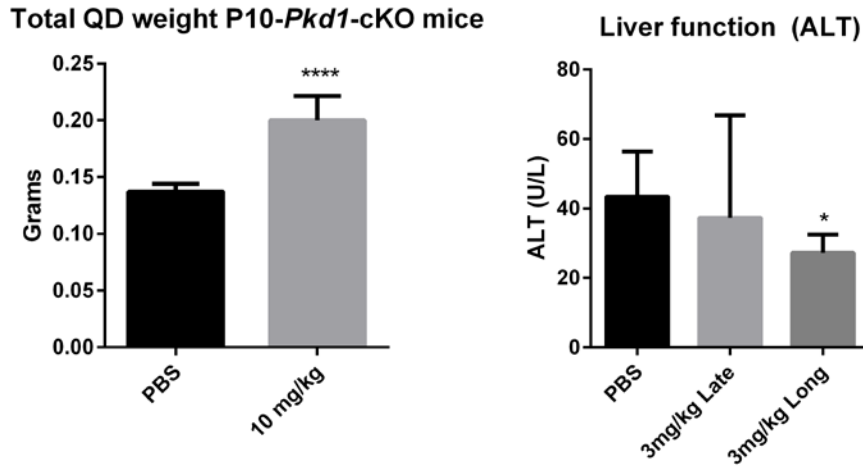 Total QD weight P10-Pkd1-cKO mice
0.25
0.20
0.15
0.10
0.05
0.00
Grams
****
PBS
10 mg/kg
Liver function (ALT)
80
60
40
20
0
ALT (U/L)
*
PBS
3mg/kg Late
3mg/kg Long